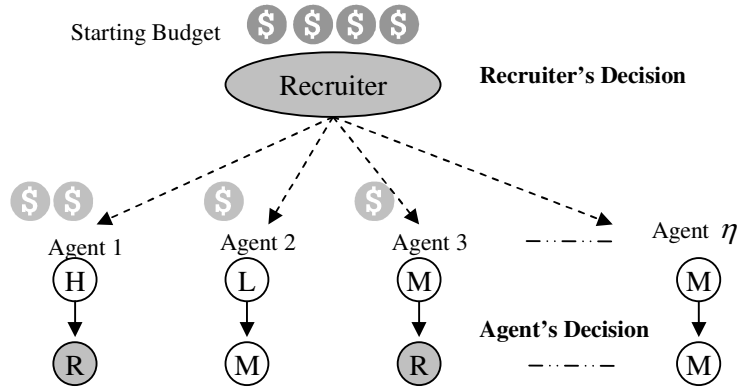 Starting Budget $ $ $ $
Recruiter
Recruiter's Decision
$ $ $ $
Agent 1 Agent 2 Agent 3 Agent η
H L M M
Agent's Decision
R M R M